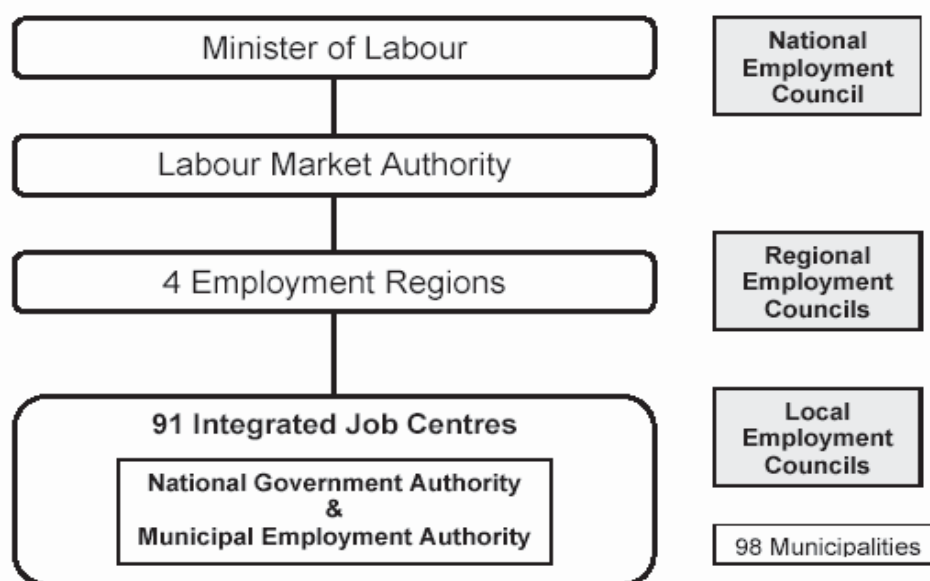 Minister of Labour
National
Employment
Council
Labour Market Authority
4 Employment Regions
Regional
Employment
Councils
91 Integrated Job Centres
National Government Authority
&
Municipal Employment Authority
Local
Employment
Councils
98 Municipalities